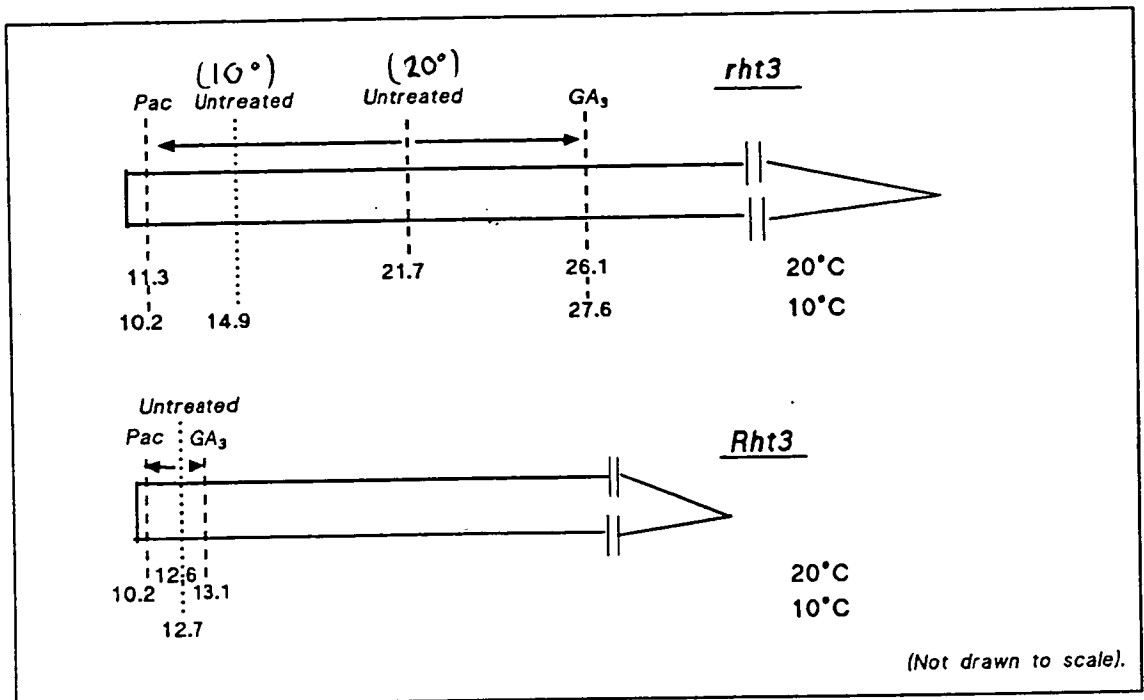 (10°) (20°) rht3
Pac Untreated Untreated GA₃
11.3 21.7 26.1 20°C
10.2 14.9 27.6 10°C
Untreated
Pac GA₃ Rht3
12.6 20°C
10.2 13.1 10°C
12.7
(Not drawn to scale).